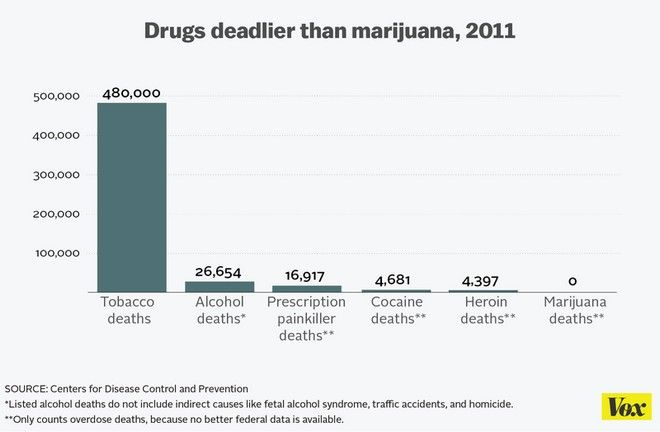 Drugs deadlier than marijuana, 2011
500,000
400,000
300,000
200,000
100,000
480,000
26,654
16,917
4,681
4,397
0
Tobacco
deaths
Alcohol
deaths*
Prescription
painkiller
deaths**
Cocaine
deaths**
Heroin
deaths**
Marijuana
deaths**
SOURCE: Centers for Disease Control and Prevention
*Listed alcohol deaths do not include indirect causes like fetal alcohol syndrome, traffic accidents, and homicide.
**Only counts overdose deaths, because no better federal data is available.
Vox